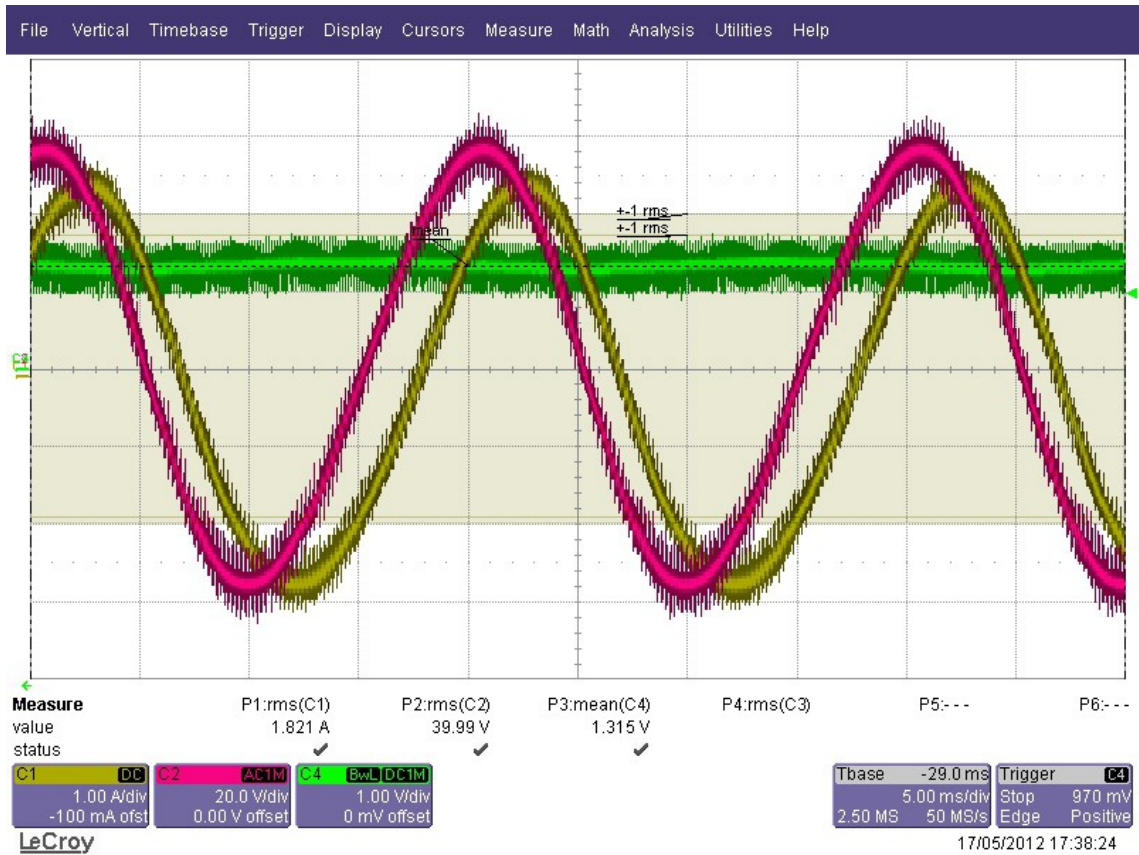 File Vertical Timebase Trigger Display Cursors Measure Math Analysis Utilities Help
+-1 rms
+-1 rms
mean
Measure P1:rms(C1) P2:rms(C2) P3:mean(C4) P4:rms(C3) P5:--- P6:---
value 1.821 A 39.99 V 1.315 V
status
C1 DC C2 AC1M C4 BwL DC1M Tbase -29.0 ms Trigger C4
1.00 A/div 20.0 V/div 1.00 V/div 5.00 ms/div Stop 970 mV
-100 mA ofst 0.00 V offset 0 mV offset 2.50 MS 50 MS/s Edge Positive
LeCroy 17/05/2012 17:38:24